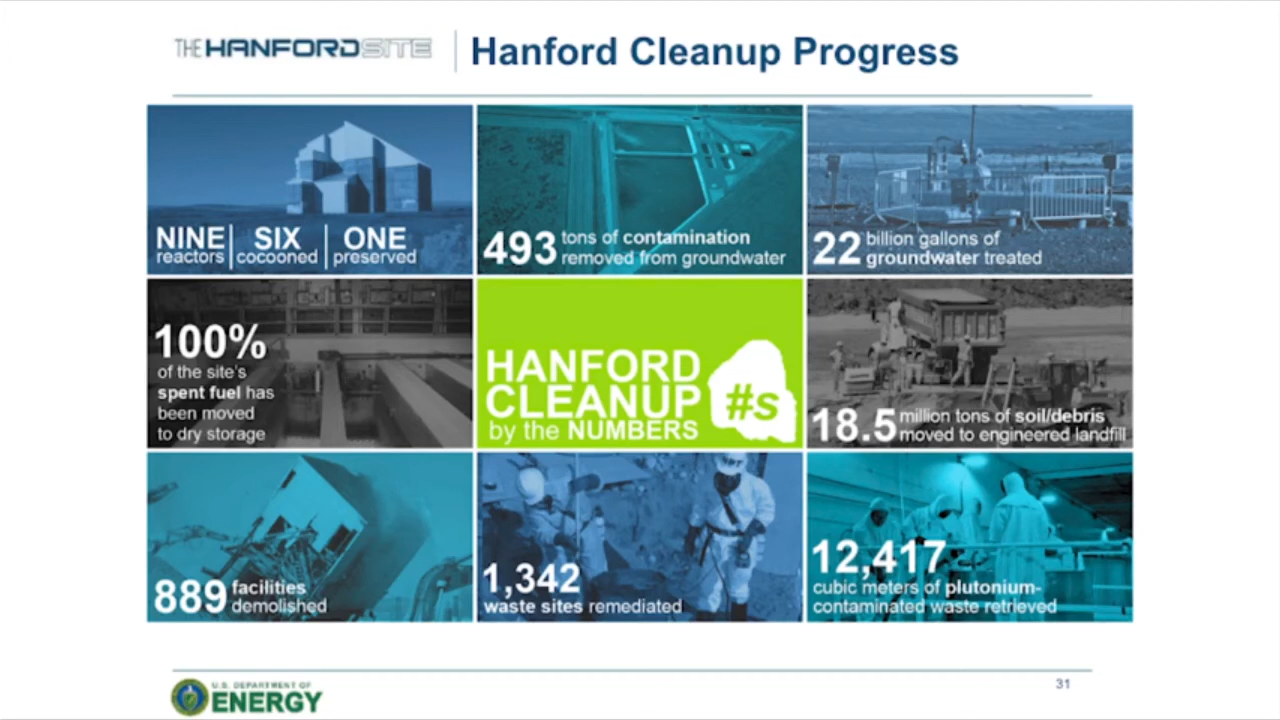 THE HANFORD SITE
Hanford Cleanup Progress
NINE reactors
SIX cocooned
ONE preserved
493 tons of contamination
removed from groundwater
22 billion gallons of
groundwater treated
100%
of the site's
spent fuel has
been moved
to dry storage
HANFORD
CLEANUP
by the NUMBERS
#s
18.5 million tons of soil/debris
moved to engineered landfill
889 facilities
demolished
1,342
waste sites remediated
12,417
cubic meters of plutonium-
contaminated waste retrieved
U.S. DEPARTMENT OF
ENERGY
31